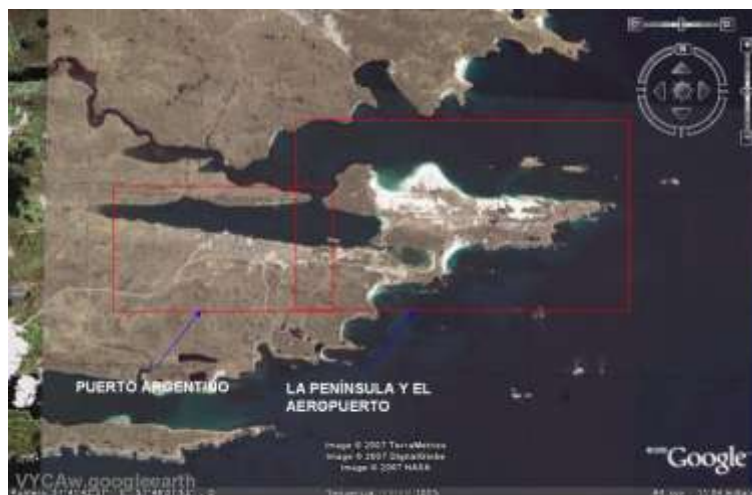 N
PUERTO ARGENTINO
LA PENÍNSULA Y EL
AEROPUERTO
Image © 2007 TerraMetrics
Image © 2007 DigitalGlobe
Image © 2007 NASA
Google
VYCAw.googleearth